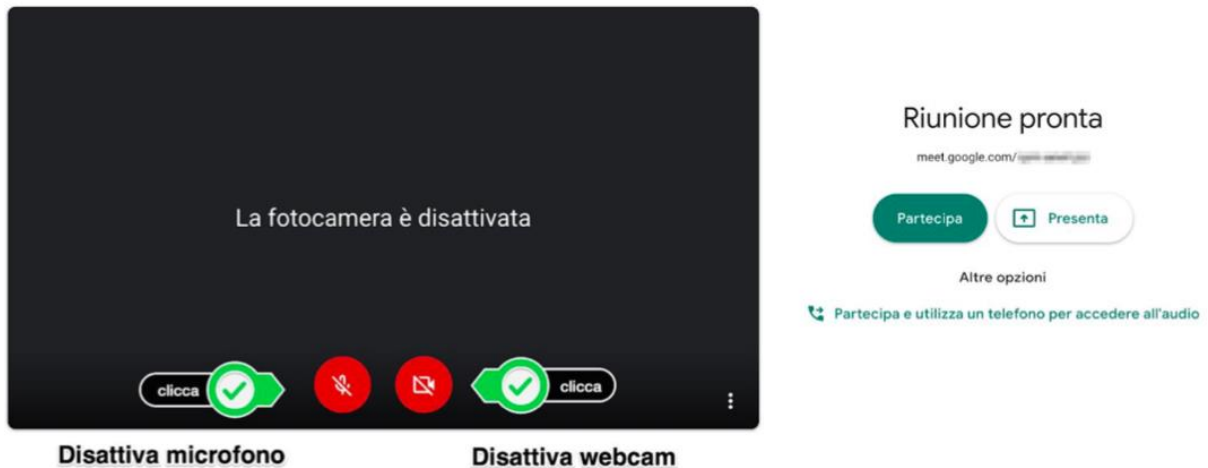 La fotocamera è disattivata
clicca
clicca
Disattiva microfono
Disattiva webcam
Riunione pronta
meet.google.com/
Partecipa
Presenta
Altre opzioni
Partecipa e utilizza un telefono per accedere all'audio